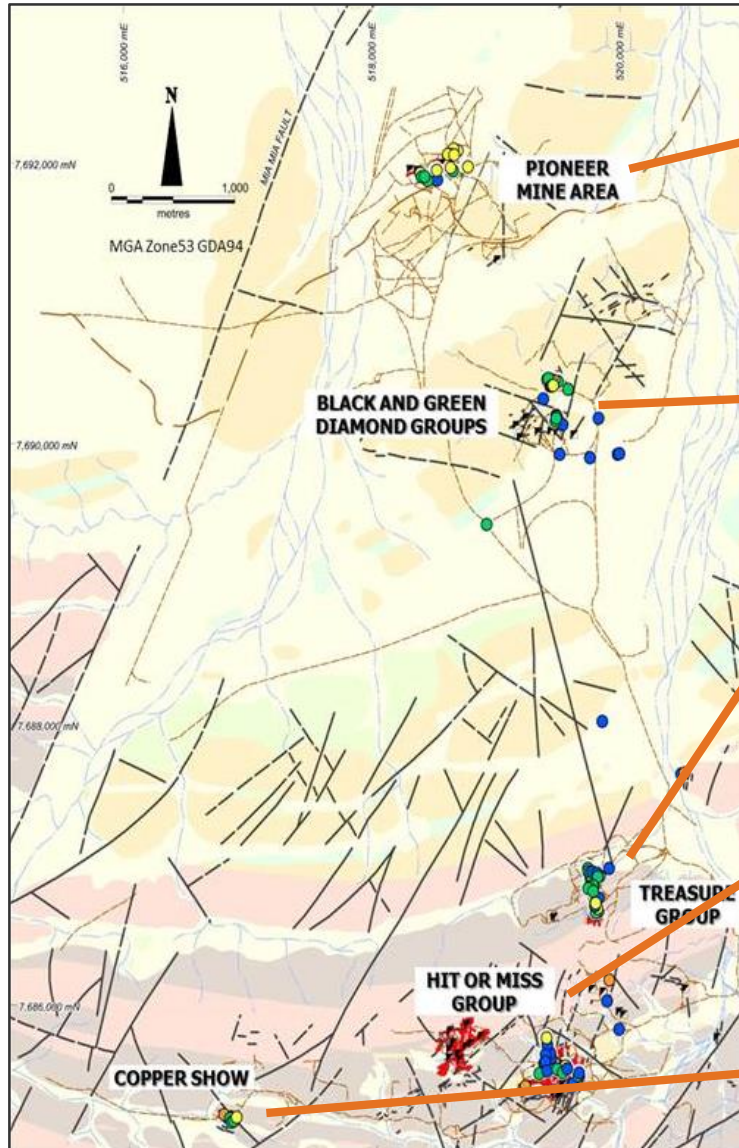 516,000 mE
518,000 mE
520,000 mE
N
MIA MIA FAULT
7,692,000 mN
0 1,000
metres
MGA Zone53 GDA94
PIONEER
MINE AREA
BLACK AND GREEN
DIAMOND GROUPS
7,690,000 mN
7,688,000 mN
TREASURE
GROUP
HIT OR MISS
GROUP
7,686,000 mN
COPPER SHOW